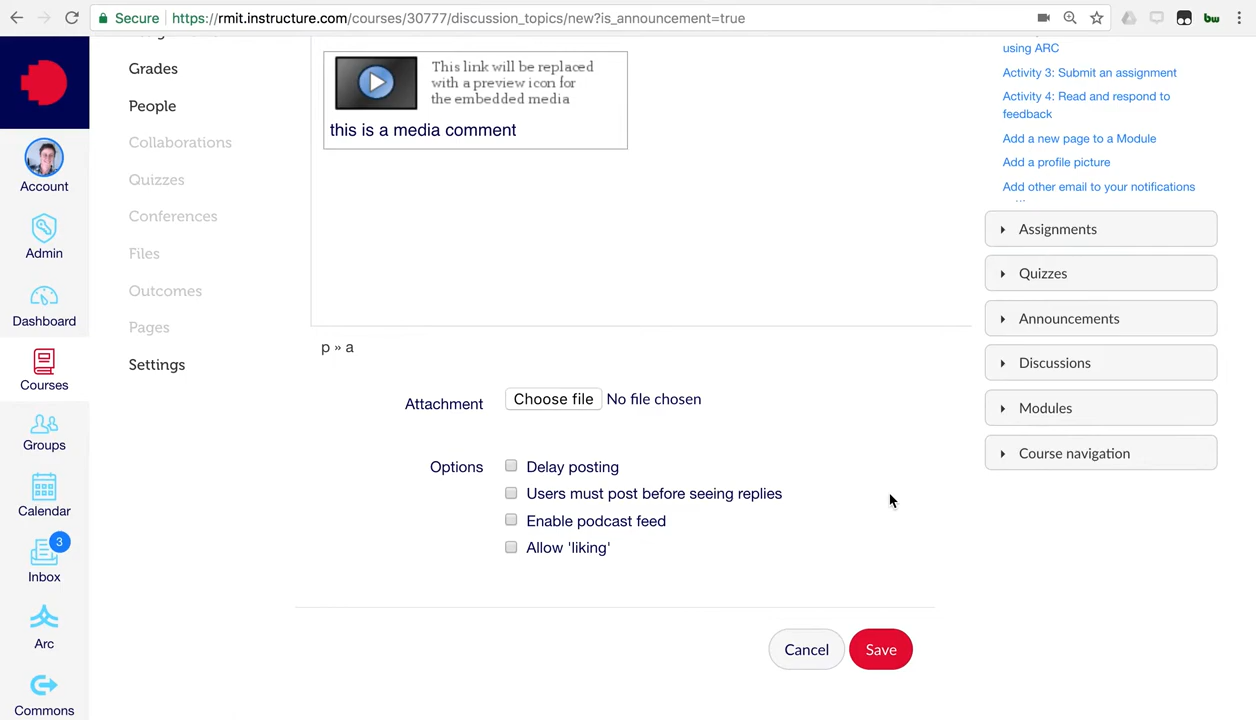 Secure
https://rmit.instructure.com/courses/30777/discussion_topics/new?is_announcement=true
bw
Account
Admin
Dashboard
Courses
Groups
Calendar
3
Inbox
Arc
Commons
Grades
People
Collaborations
Quizzes
Conferences
Files
Outcomes
Pages
Settings
This link will be replaced
with a preview icon for
the embedded media
this is a media comment
p » a
Attachment
Choose file No file chosen
Options
Delay posting
Users must post before seeing replies
Enable podcast feed
Allow 'liking'
Cancel
Save
using ARC
Activity 3: Submit an assignment
Activity 4: Read and respond to
feedback
Add a new page to a Module
Add a profile picture
Add other email to your notifications
Assignments
Quizzes
Announcements
Discussions
Modules
Course navigation